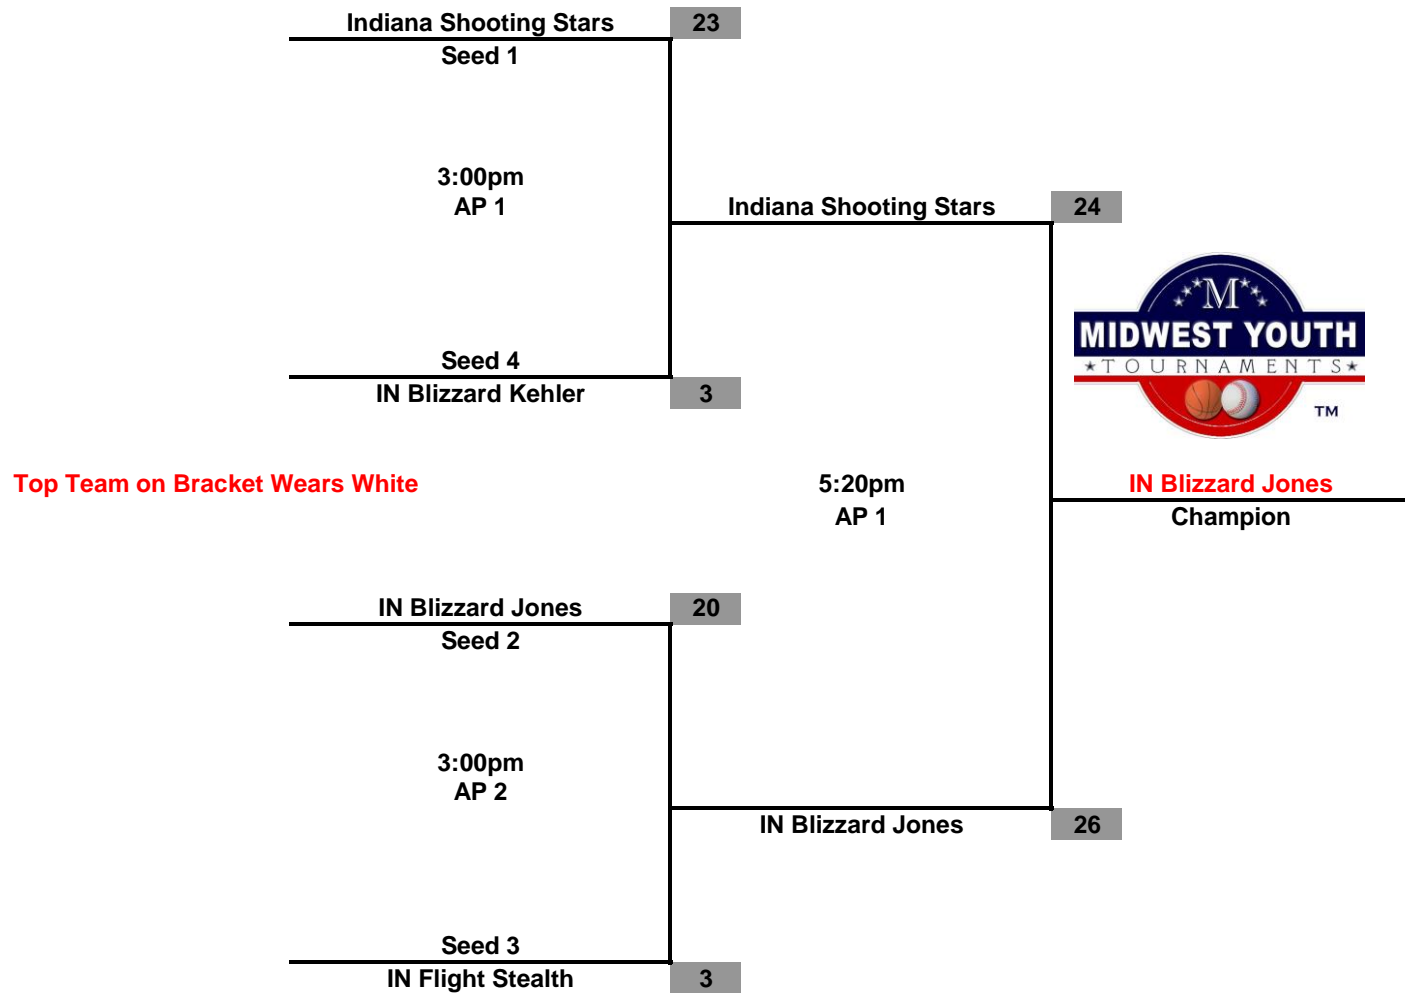 Indiana Shooting Stars 23
Seed 1
3:00pm
AP 1
Indiana Shooting Stars 24
M
MIDWEST YOUTH
★TOURNAMENTS★
TM
Seed 4
IN Blizzard Kehler 3
Top Team on Bracket Wears White
5:20pm
AP 1
IN Blizzard Jones
Champion
IN Blizzard Jones 20
Seed 2
3:00pm
AP 2
IN Blizzard Jones 26
Seed 3
IN Flight Stealth 3